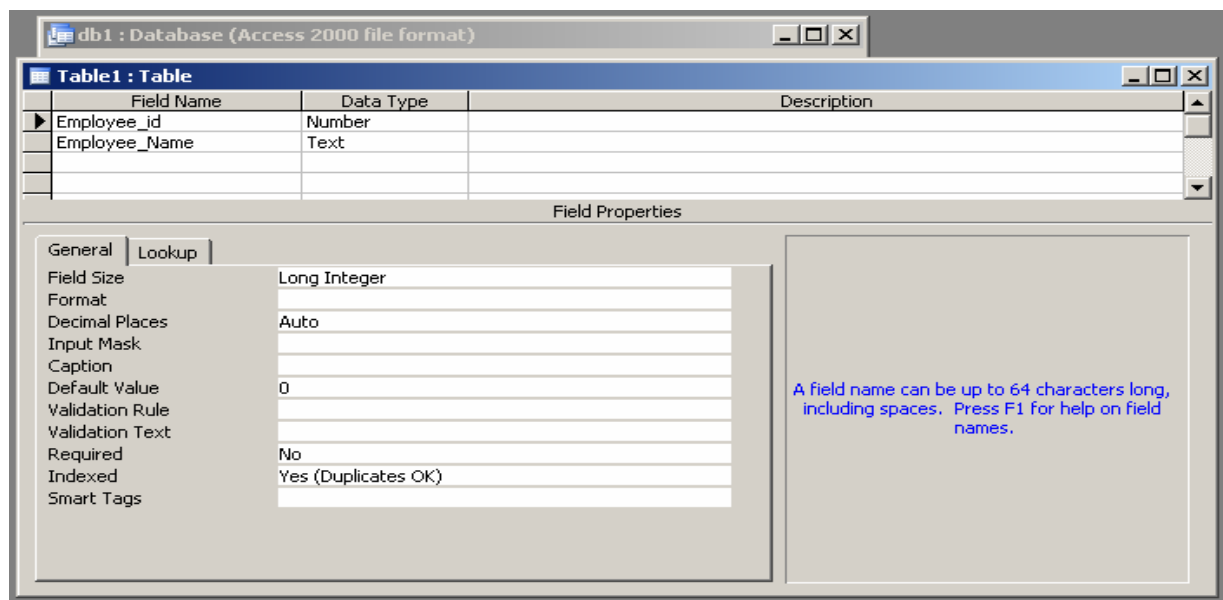 db1 : Database (Access 2000 file format)
Table1 : Table
Field Name Data Type Description
Employee_id Number
Employee_Name Text
Field Properties
General Lookup
Field Size Long Integer
Format
Decimal Places Auto
Input Mask
Caption
Default Value 0
Validation Rule
Validation Text
Required No
Indexed Yes (Duplicates OK)
Smart Tags
A field name can be up to 64 characters long,
including spaces. Press F1 for help on field
names.